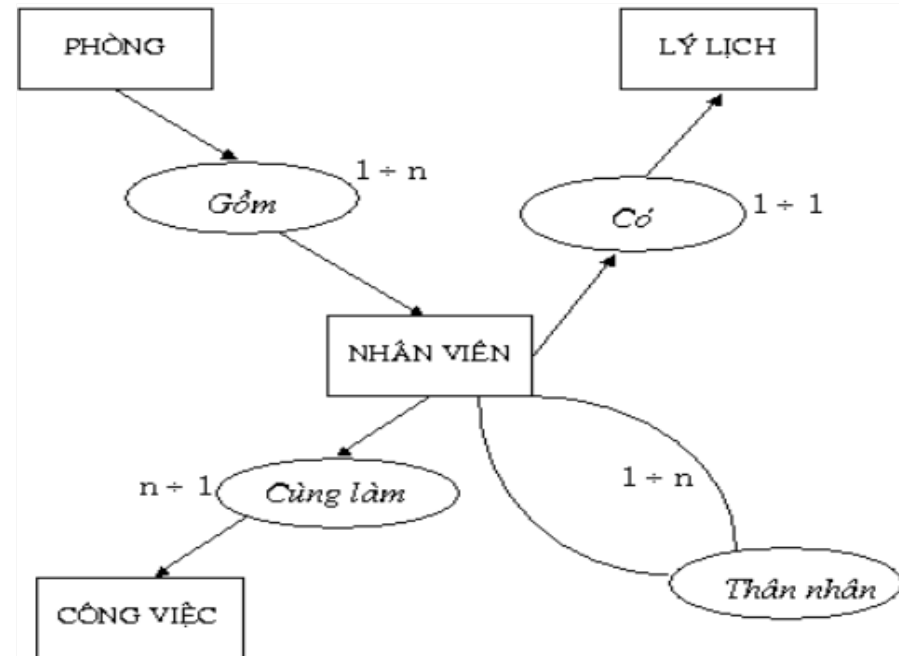 PHÒNG
LÝ LỊCH
1 ÷ n
Gồm
Có
1 ÷ 1
NHÂN VIÊN
n ÷ 1
Cùng làm
1 ÷ n
Thân nhân
CÔNG VIỆC